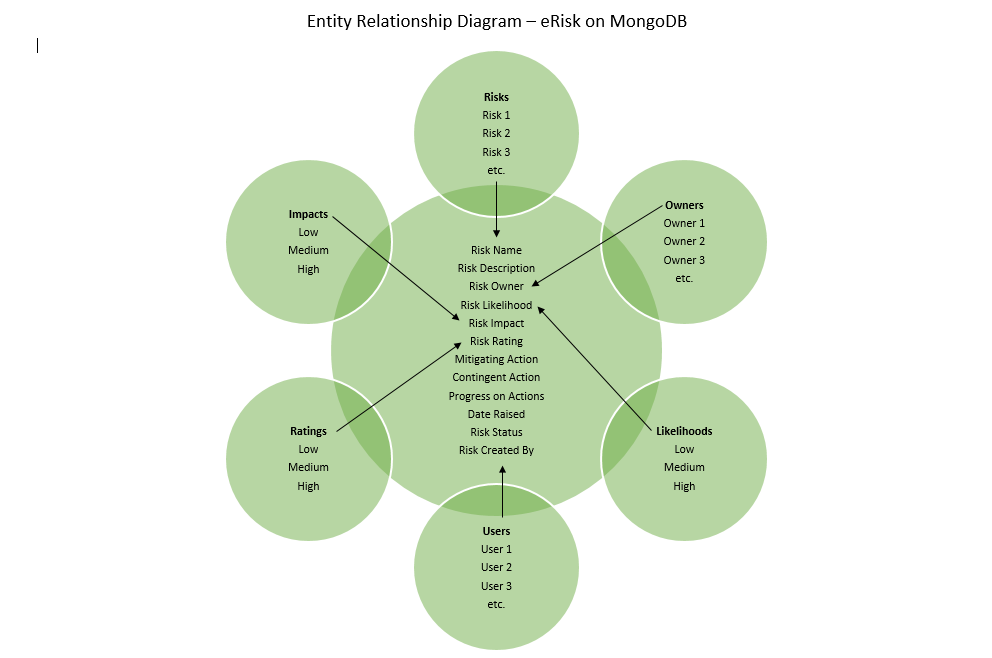 Entity Relationship Diagram – eRisk on MongoDB
Risks
Risk 1
Risk 2
Risk 3
etc.
Impacts
Low
Medium
High
Owners
Owner 1
Owner 2
Owner 3
etc.
Risk Name
Risk Description
Risk Owner
Risk Likelihood
Risk Impact
Risk Rating
Mitigating Action
Contingent Action
Progress on Actions
Date Raised
Risk Status
Risk Created By
Ratings
Low
Medium
High
Likelihoods
Low
Medium
High
Users
User 1
User 2
User 3
etc.